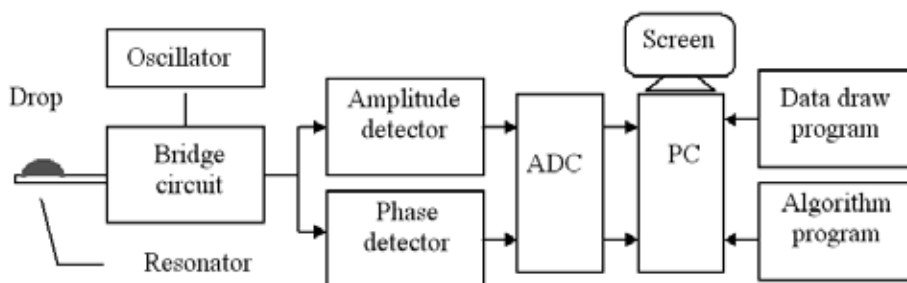 Oscillator
Drop
Bridge
circuit
Resonator
Amplitude
detector
Phase
detector
ADC
Screen
PC
Data draw
program
Algorithm
program